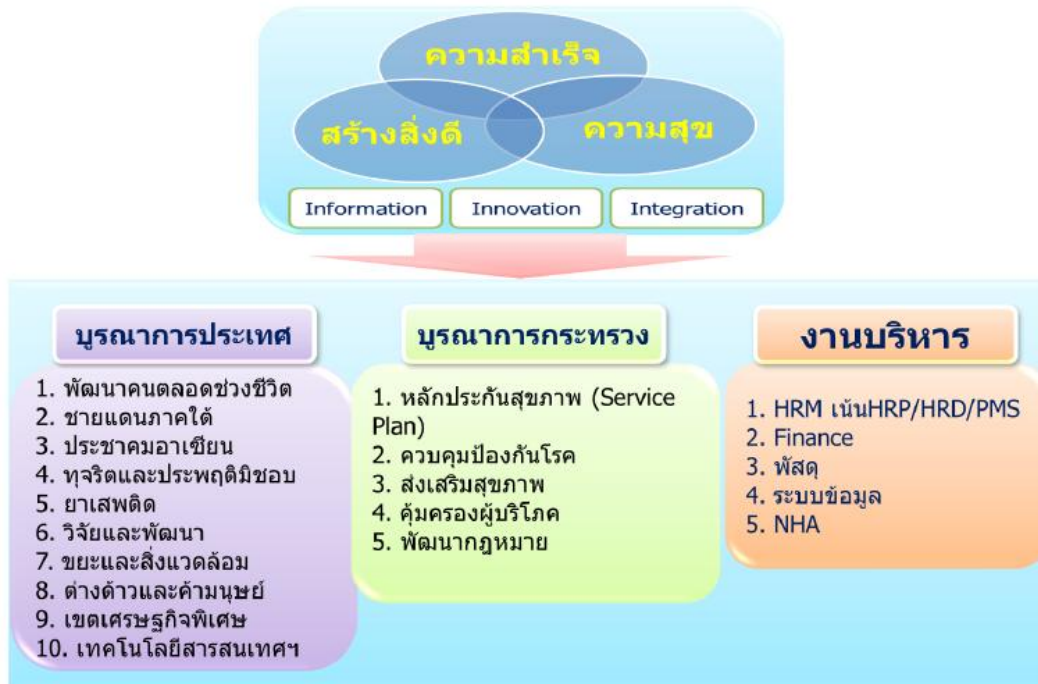 ความสำเร็จ
สร้างสิ่งดี
ความสุข
Information
Innovation
Integration
บูรณาการประเทศ
1. พัฒนาคนตลอดช่วงชีวิต
2. ชายแดนภาคใต้
3. ประชาคมอาเซียน
4. ทุจริตและประพฤติมิชอบ
5. ยาเสพติด
6. วิจัยและพัฒนา
7. ขยะและสิ่งแวดล้อม
8. ต่างด้าวและค้ามนุษย์
9. เขตเศรษฐกิจพิเศษ
10. เทคโนโลยีสารสนเทศฯ
บูรณาการกระทรวง
1. หลักประกันสุขภาพ (Service
Plan)
2. ควบคุมป้องกันโรค
3. ส่งเสริมสุขภาพ
4. คุ้มครองผู้บริโภค
5. พัฒนากฎหมาย
งานบริหาร
1. HRM เน้นHRP/HRD/PMS
2. Finance
3. พัสดุ
4. ระบบข้อมูล
5. NHA